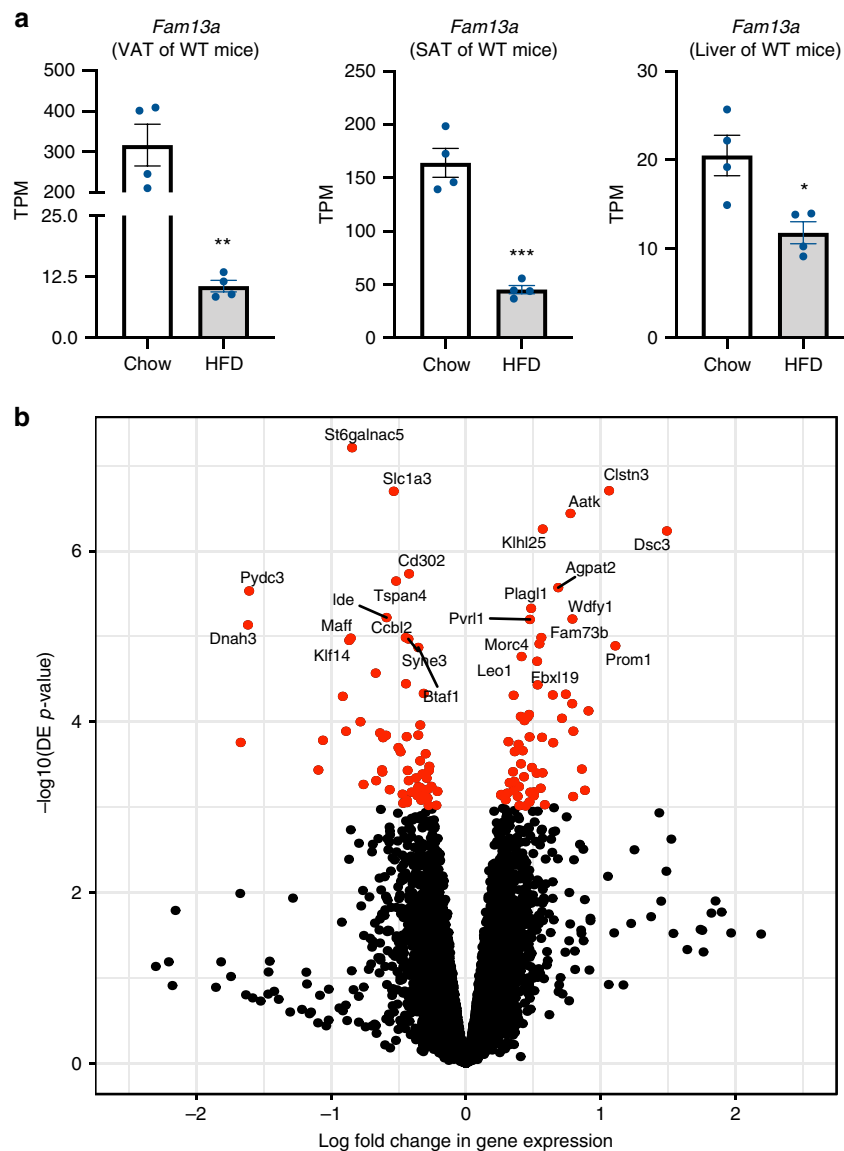 a
Fam13a
(VAT of WT mice)
500
400
300
200
25.0
12.5
0.0
TPM
**
Chow
HFD
Fam13a
(SAT of WT mice)
250
200
150
100
50
0
TPM
***
Chow
HFD
Fam13a
(Liver of WT mice)
30
20
10
0
TPM
*
Chow
HFD
b
St6galnac5
Slc1a3
Clstn3
Aatk
Klhl25
Dsc3
Cd302
Agpat2
Pydc3
Tspan4
Ide
Plagl1
Wdfy1
Pvrl1
Maff
Ccbl2
Fam73b
Dnah3
Morc4
Klf14
Syne3
Prom1
Leo1
Fbxl19
Btaf1
6
4
2
0
–log10(DE p-value)
–2
–1
0
1
2
Log fold change in gene expression